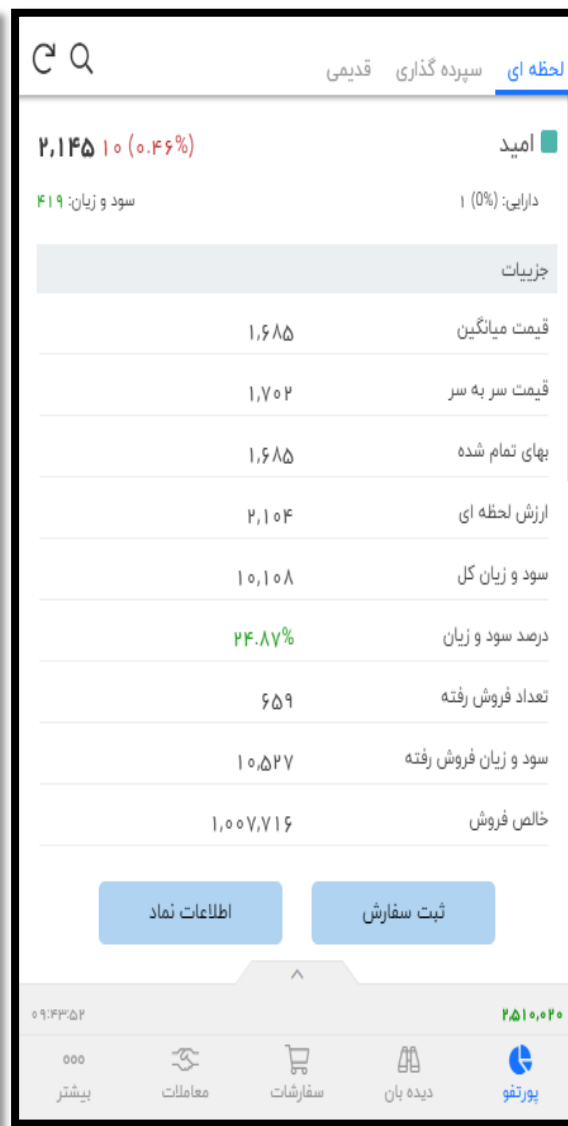 لحظه ای سپرده گذاری قدیمی
امید ۲,۱۴۵ ۱۰ (۰.۴۶%)
دارایی: (0%) ۱ سود و زیان: ۴۱۹
جزییات
قیمت میانگین ۱,۶۸۵
قیمت سر به سر ۱,۷۰۲
بهای تمام شده ۱,۶۸۵
ارزش لحظه ای ۲,۱۰۴
سود و زیان کل ۱۰,۱۰۸
درصد سود و زیان ۲۴.۸۷%
تعداد فروش رفته ۶۵۹
سود و زیان فروش رفته ۱۰,۵۲۷
خالص فروش ۱,۰۰۷,۷۱۶
ثبت سفارش اطلاعات نماد
۲,۵۱۰,۰۲۰ ۰۹:۴۳:۵۲
پورتفو دیده بان سفارشات معاملات بیشتر